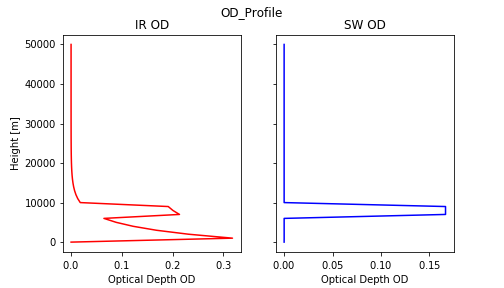 OD_Profile
IR OD
SW OD
50000
40000
30000
20000
10000
0
Height [m]
0.0 0.1 0.2 0.3
0.00 0.05 0.10 0.15
Optical Depth OD
Optical Depth OD